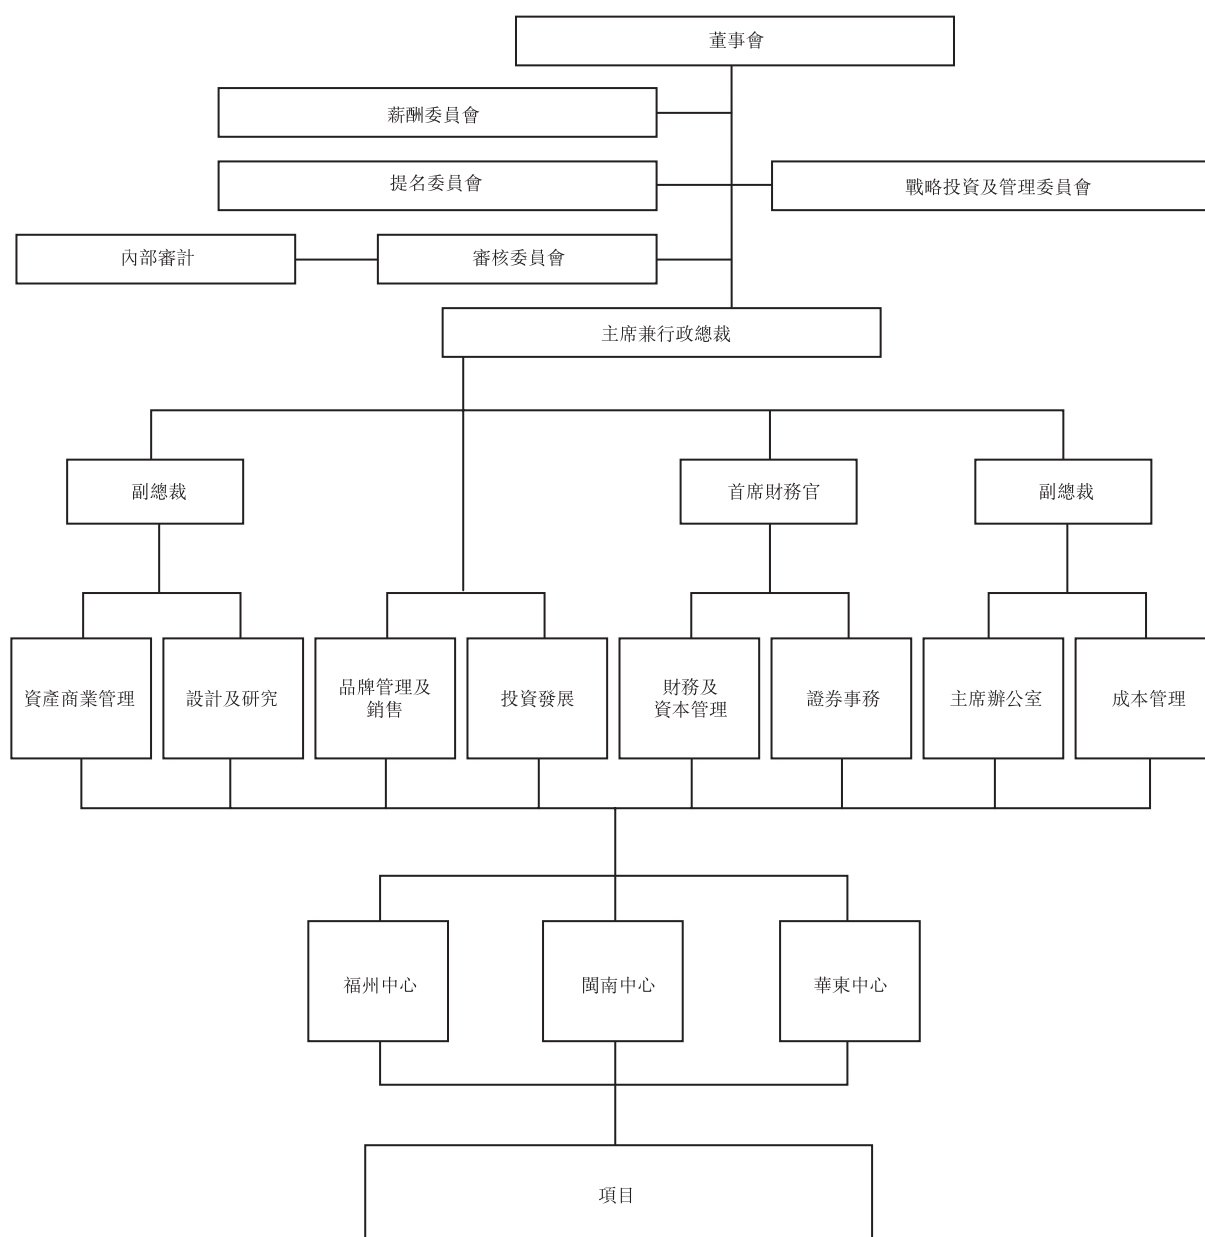 董事會
薪酬委員會
提名委員會
戰略投資及管理委員會
內部審計
審核委員會
主席兼行政總裁
副總裁
首席財務官
副總裁
資產商業管理
設計及研究
品牌管理及
銷售
投資發展
財務及
資本管理
證券事務
主席辦公室
成本管理
福州中心
閩南中心
華東中心
項目